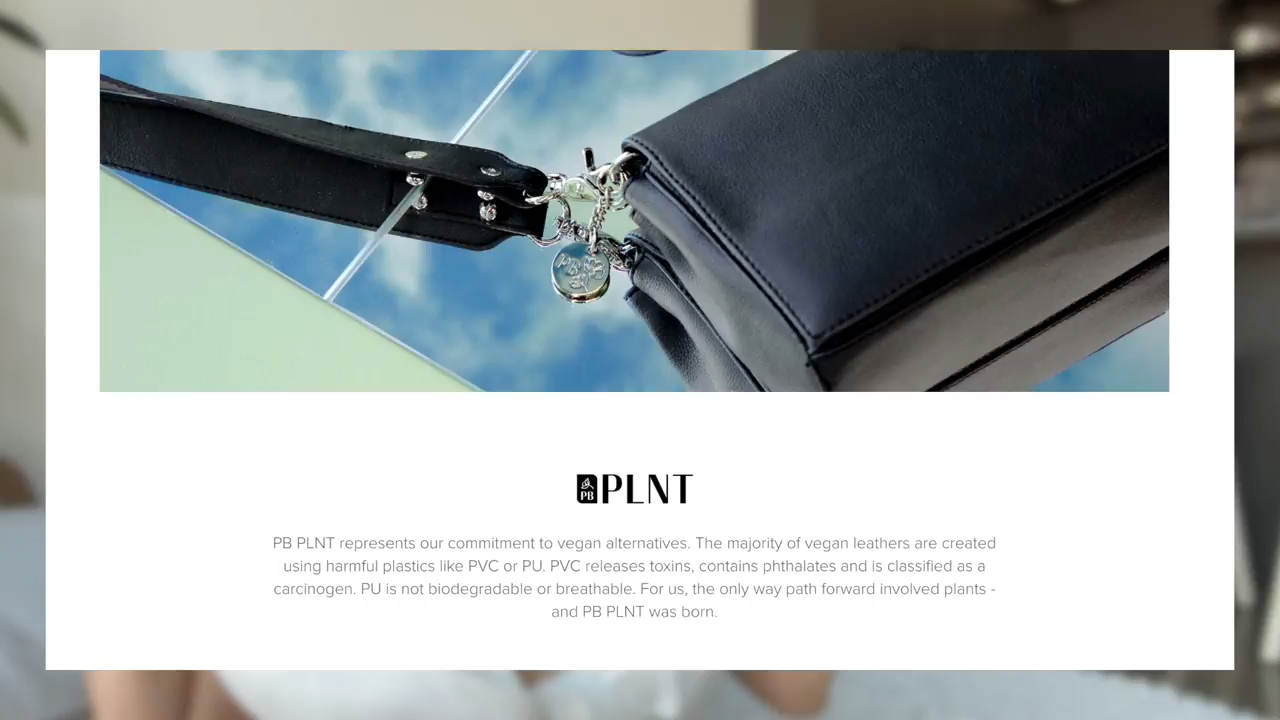 PB
PB PLNT
PB PLNT represents our commitment to vegan alternatives. The majority of vegan leathers are created
using harmful plastics like PVC or PU. PVC releases toxins, contains phthalates and is classified as a
carcinogen. PU is not biodegradable or breathable. For us, the only way path forward involved plants -
and PB PLNT was born.